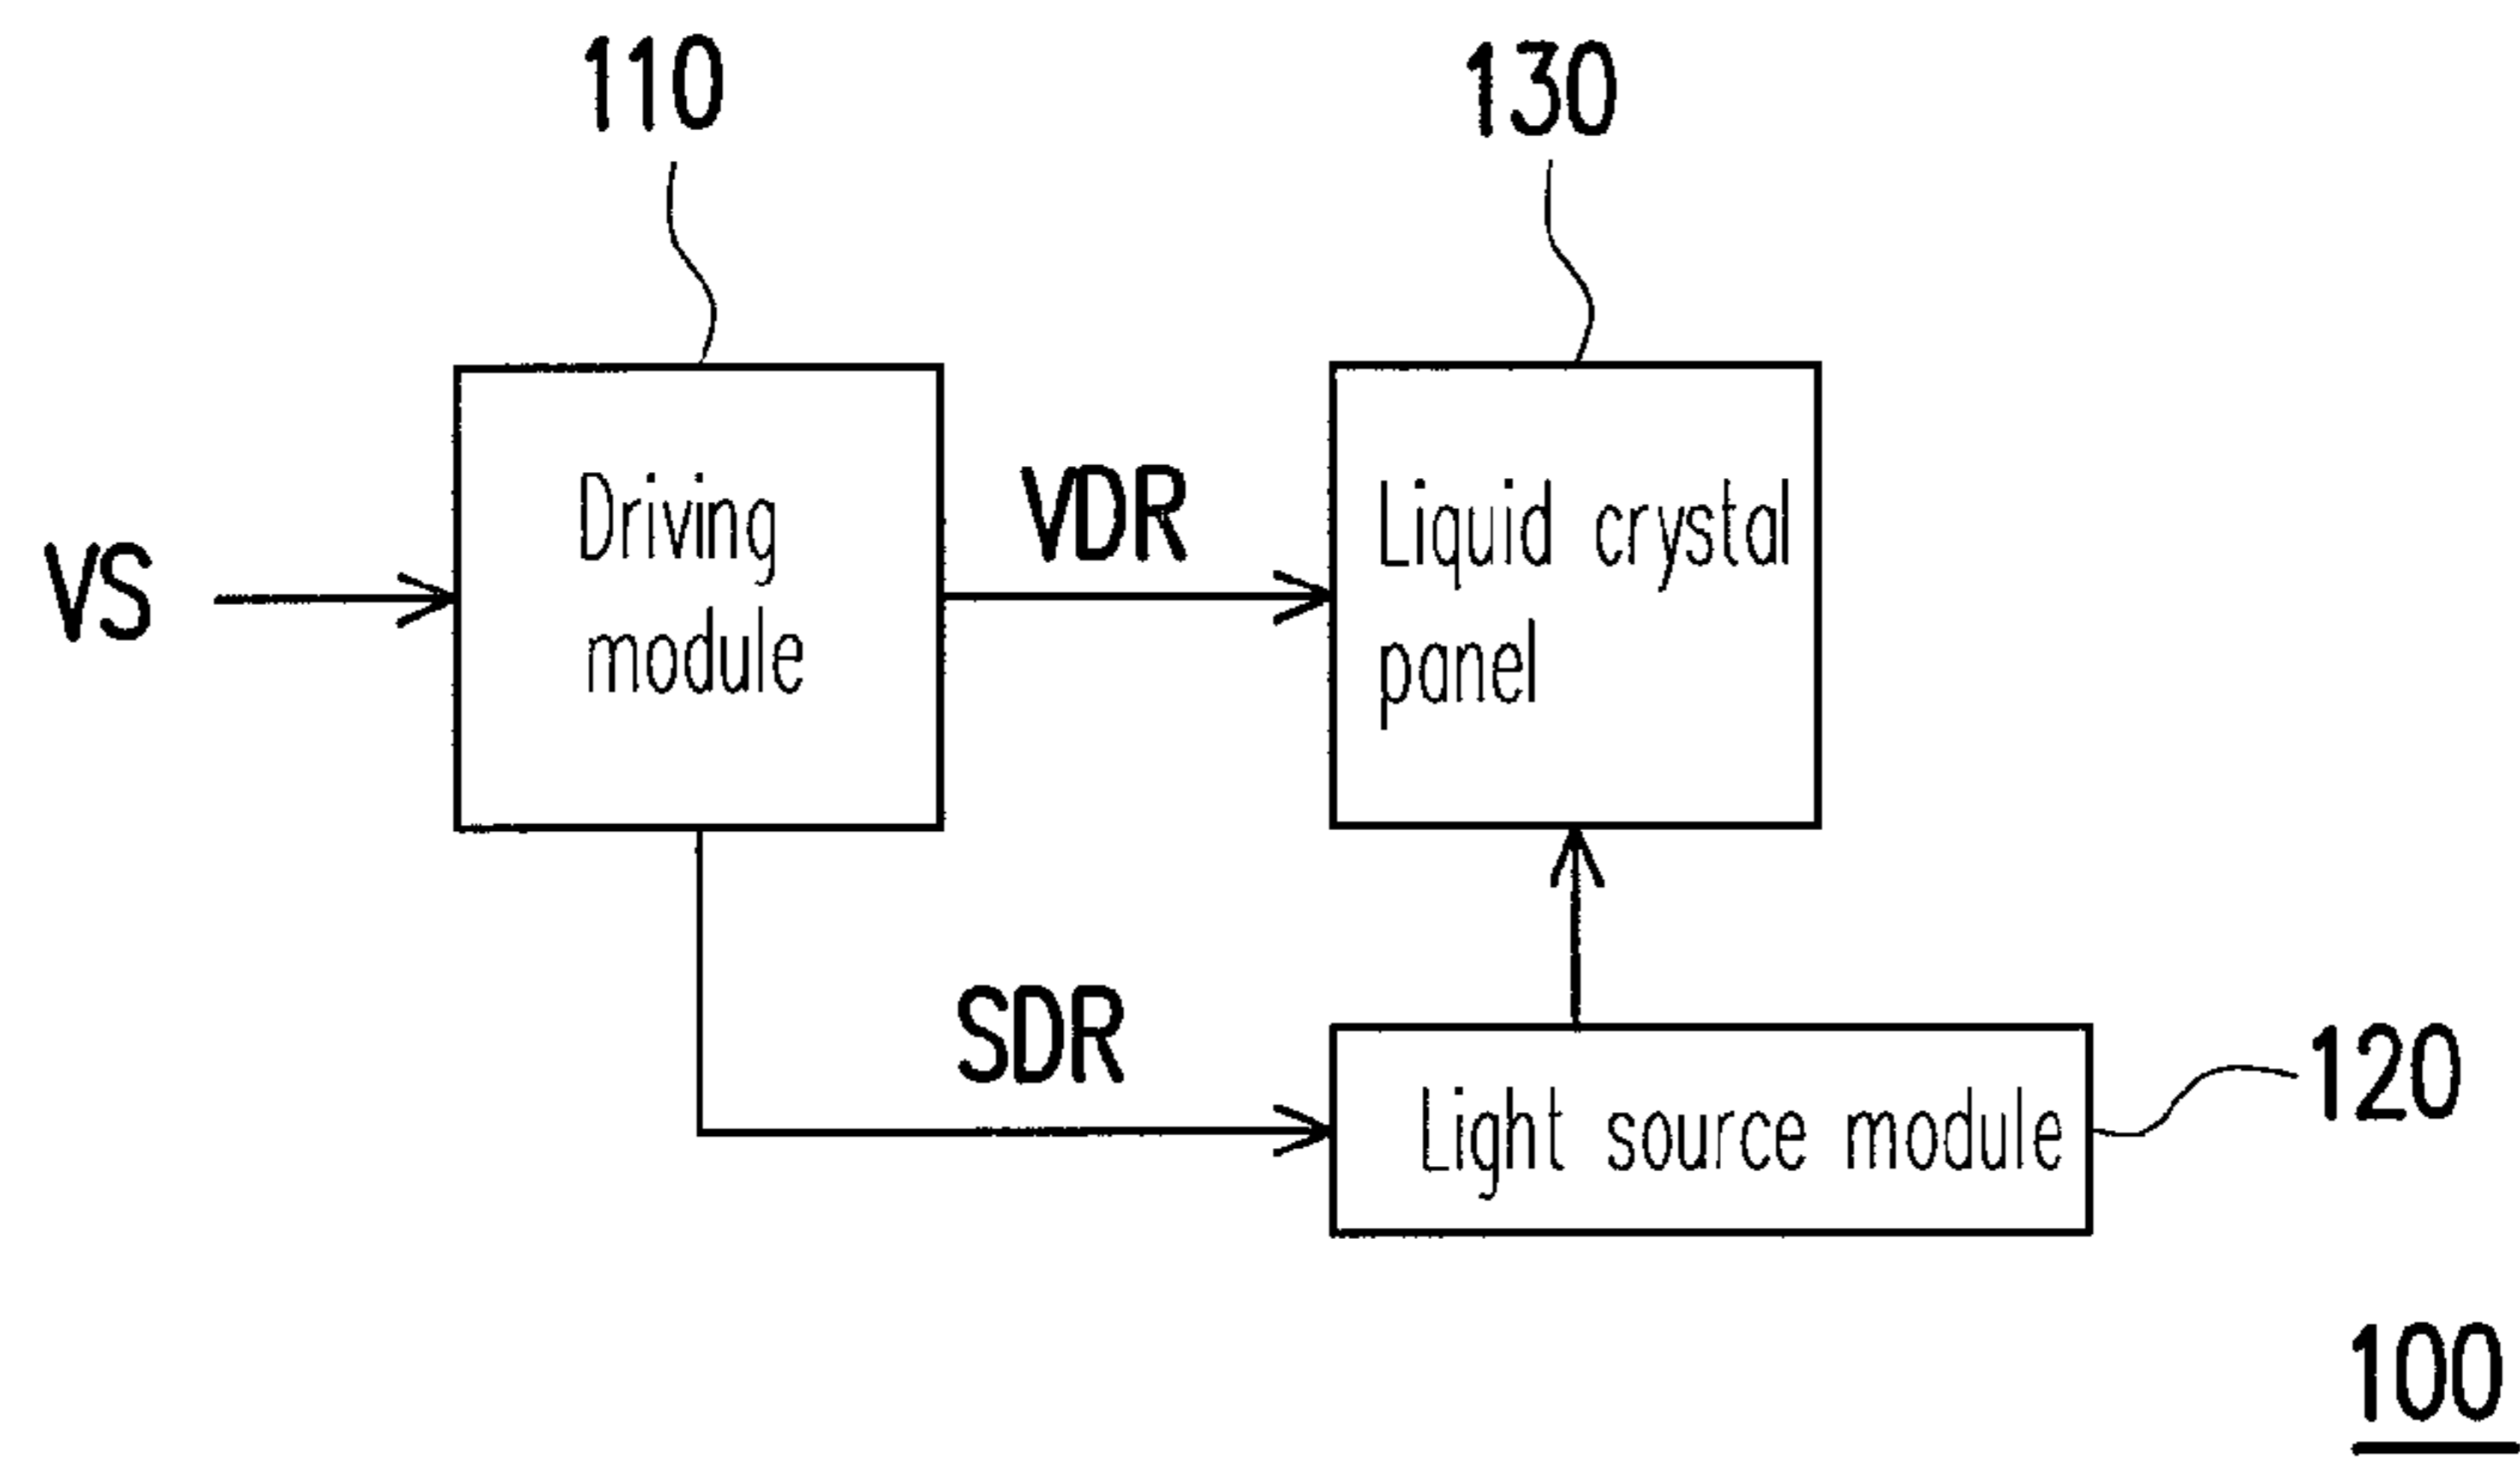 110
130
VS
Driving
module
VDR
Liquid crystal
panel
SDR
Light source module
120
100